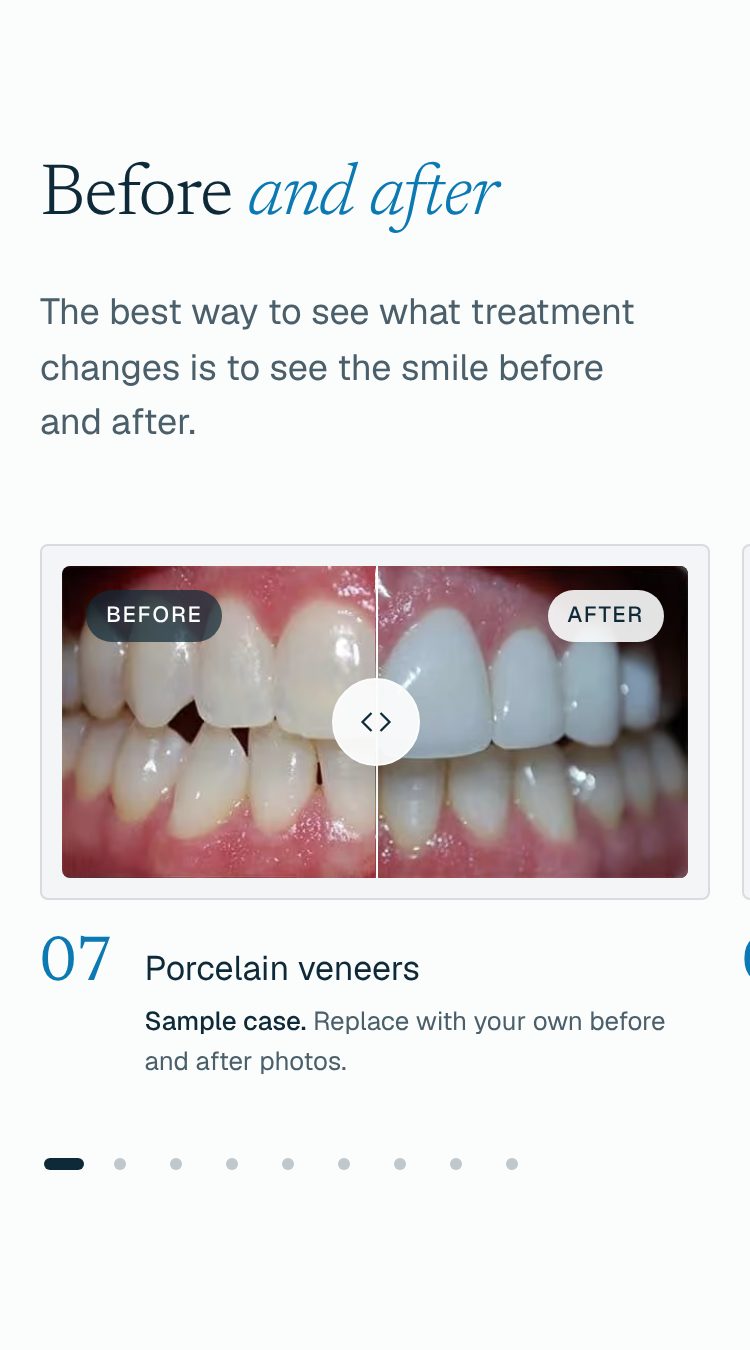 Before and after
The best way to see what treatment
changes is to see the smile before
and after.
BEFORE
AFTER
07
Porcelain veneers
Sample case. Replace with your own before
and after photos.